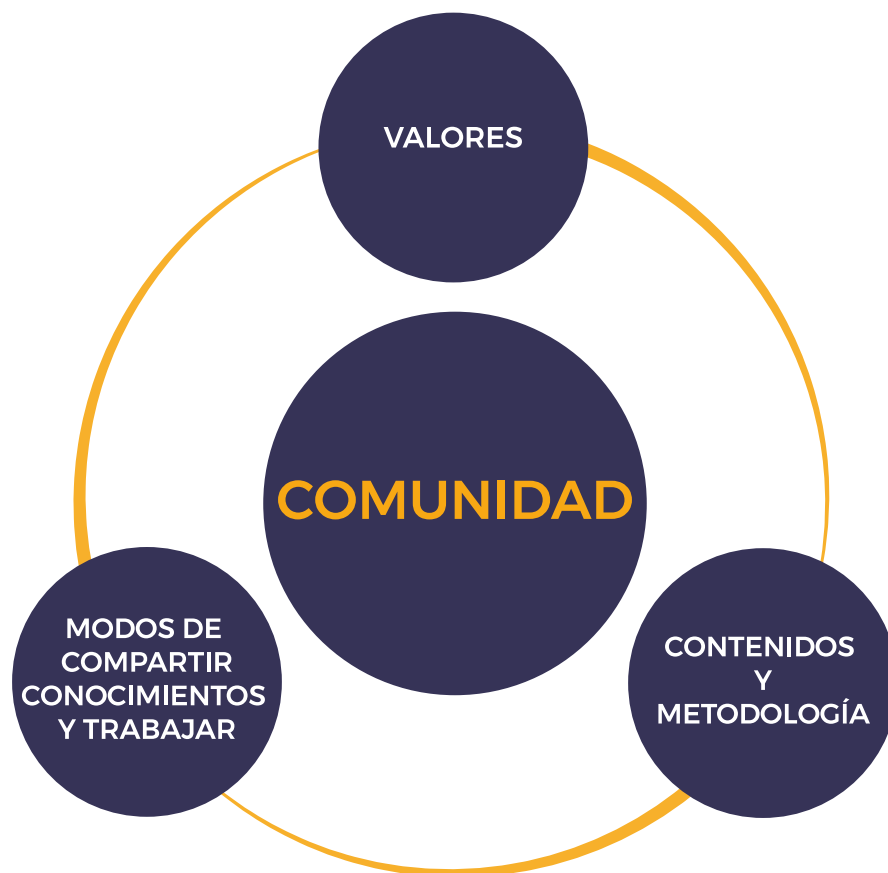 VALORES
COMUNIDAD
MODOS DE
COMPARTIR
CONOCIMIENTOS
Y TRABAJAR
CONTENIDOS
Y
METODOLOGÍA